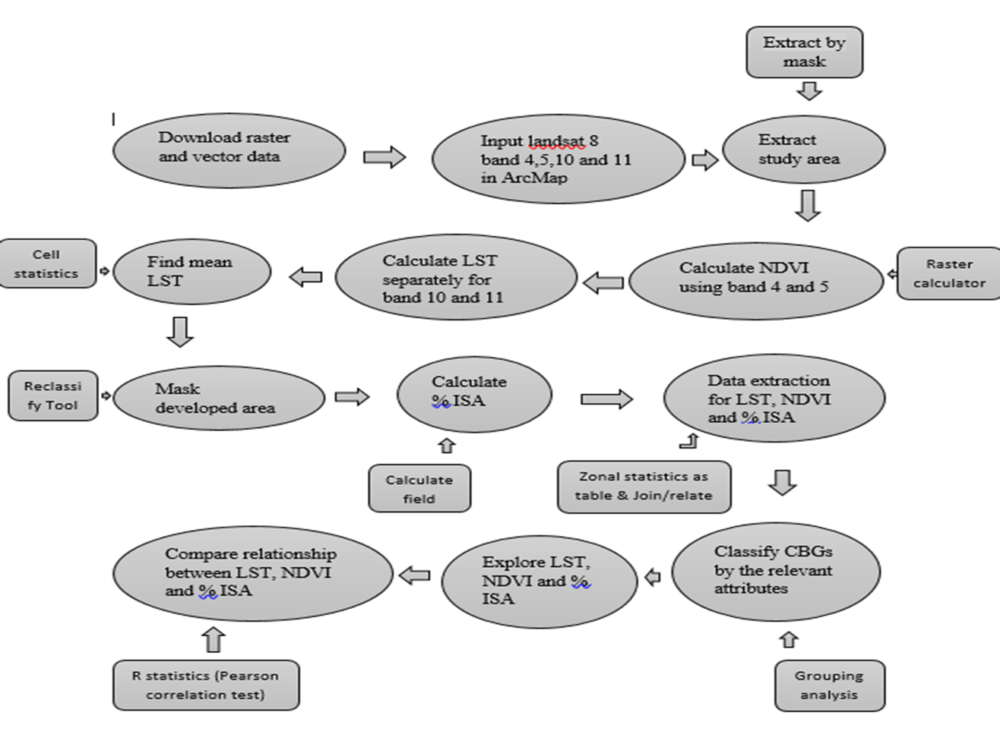 Extract by
mask
Download raster
and vector data
Input landsat 8
band 4,5,10 and 11
in ArcMap
Extract
study area
Raster
calculator
Calculate NDVI
using band 4 and 5
Calculate LST
separately for
band 10 and 11
Cell
statistics
Find mean
LST
Reclassi
fy Tool
Mask
developed area
Calculate
% ISA
Calculate
field
Data extraction
for LST, NDVI
and % ISA
Zonal statistics as
table & Join/relate
Classify CBGs
by the relevant
attributes
Grouping
analysis
Explore LST,
NDVI and %
ISA
Compare relationship
between LST, NDVI
and % ISA
R statistics (Pearson
correlation test)